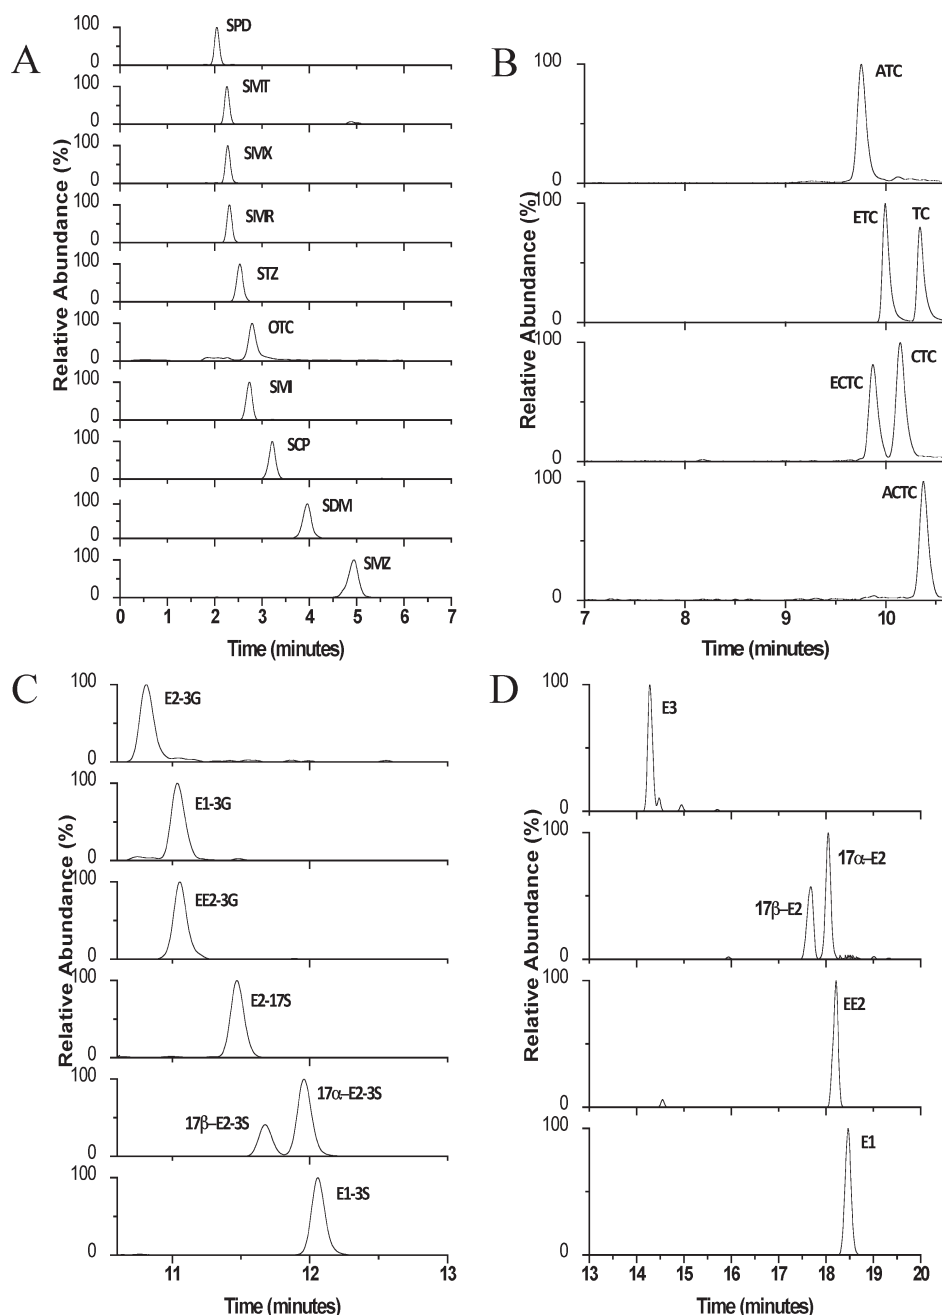 A
Relative Abundance (%)
100
0
SPD
100
0
SMT
100
0
SMX
100
0
SMR
100
0
STZ
100
0
OTC
100
0
SMI
100
0
SCP
100
0
SDM
100
0
SMZ
0 1 2 3 4 5 6 7
Time (minutes)
B
Relative Abundance (%)
100
0
ATC
100
0
ETC TC
100
0
ECTC CTC
100
0
ACTC
7 8 9 10
Time (minutes)
C
Relative Abundance (%)
100
0
E2-3G
100
0
E1-3G
100
0
EE2-3G
100
0
E2-17S
100
0
17β–E2-3S 17α–E2-3S
100
0
E1-3S
11 12 13
Time (minutes)
D
Relative Abundance (%)
100
0
E3
100
0
17β–E2 17α–E2
100
0
EE2
100
0
E1
13 14 15 16 17 18 19 20
Time (minutes)